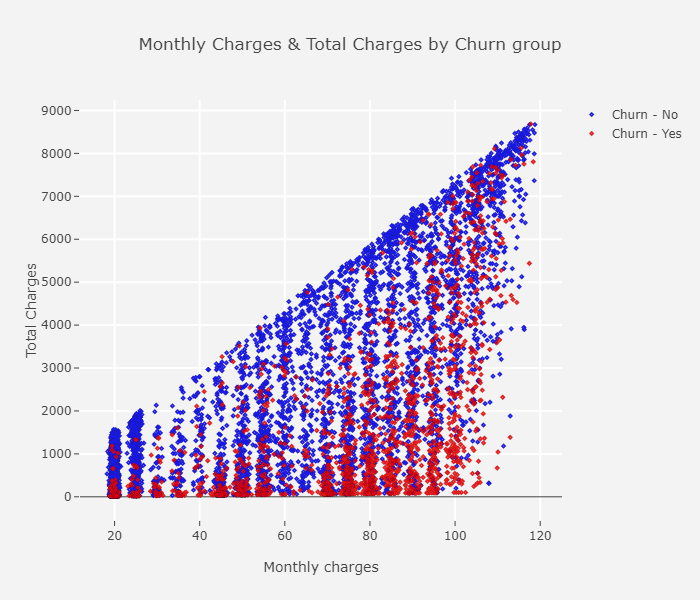 Monthly Charges & Total Charges by Churn group
Churn - No
Churn - Yes
Total Charges
9000
8000
7000
6000
5000
4000
3000
2000
1000
0
20 40 60 80 100 120
Monthly charges